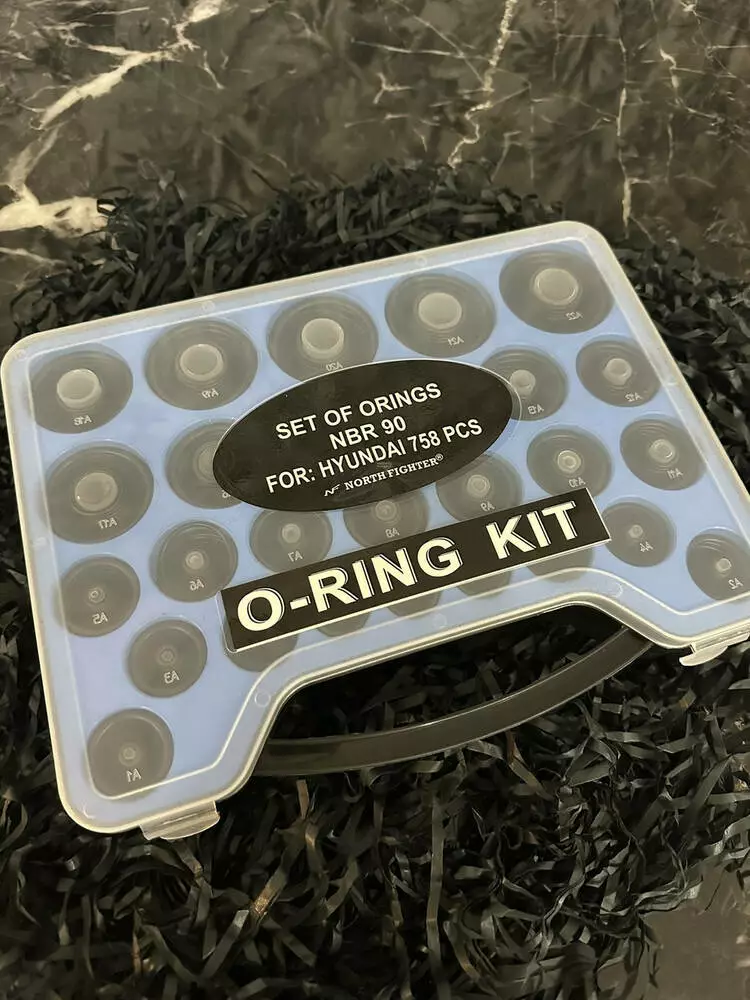 SET OF ORINGS
NBR 90
FOR: HYUNDAI 758 PCS
NF NORTH FIGHTER®
O-RING KIT
A22
A21
A20
A19
A18
A12
A13
A11
A10
A9
A8
A7
A17
A6
A5
A4
A2
A3
A1